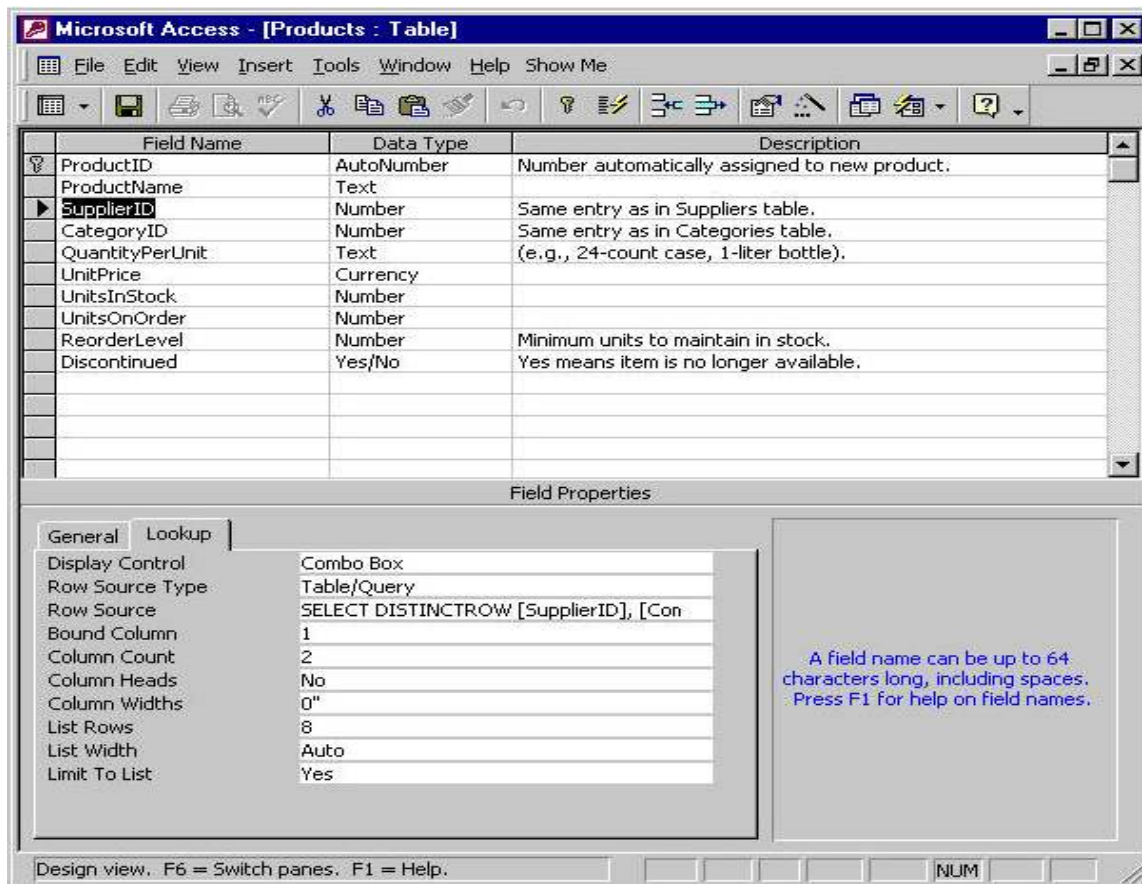 Microsoft Access - [Products : Table]
File Edit View Insert Tools Window Help Show Me
Field Name Data Type Description
ProductID AutoNumber Number automatically assigned to new product.
ProductName Text
SupplierID Number Same entry as in Suppliers table.
CategoryID Number Same entry as in Categories table.
QuantityPerUnit Text (e.g., 24-count case, 1-liter bottle).
UnitPrice Currency
UnitsInStock Number
UnitsOnOrder Number
ReorderLevel Number Minimum units to maintain in stock.
Discontinued Yes/No Yes means item is no longer available.
Field Properties
General Lookup
Display Control Combo Box
Row Source Type Table/Query
Row Source SELECT DISTINCTROW [SupplierID], [Con
Bound Column 1
Column Count 2
Column Heads No
Column Widths 0"
List Rows 8
List Width Auto
Limit To List Yes
A field name can be up to 64
characters long, including spaces.
Press F1 for help on field names.
Design view. F6 = Switch panes. F1 = Help. NUM